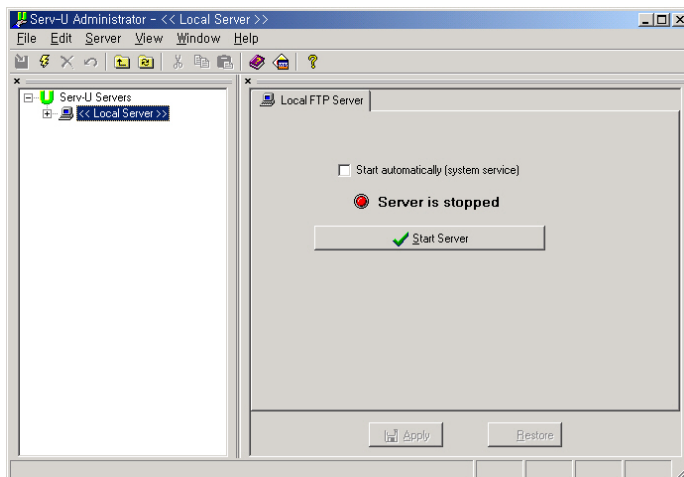 Serv-U Administrator - << Local Server >>
File Edit Server View Window Help
Serv-U Servers
<< Local Server >>
Local FTP Server
Start automatically (system service)
Server is stopped
Start Server
Apply
Restore